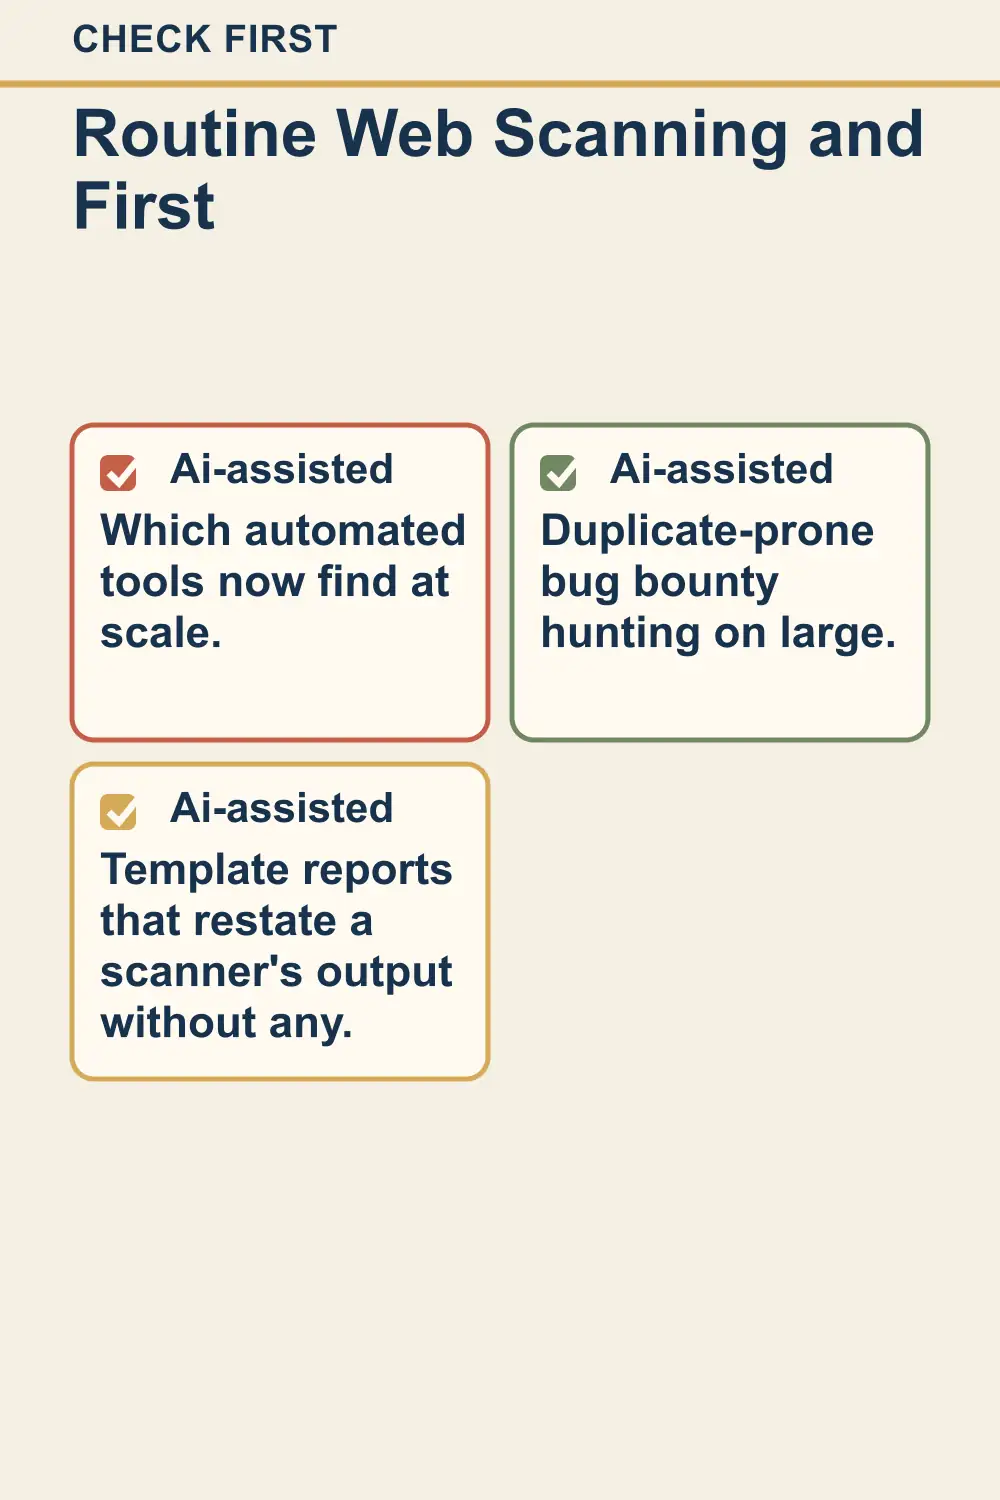 CHECK FIRST
Routine Web Scanning and
First
Ai-assisted
Which automated
tools now find at
scale.
Ai-assisted
Duplicate-prone
bug bounty
hunting on large.
Ai-assisted
Template reports
that restate a
scanner's output
without any.